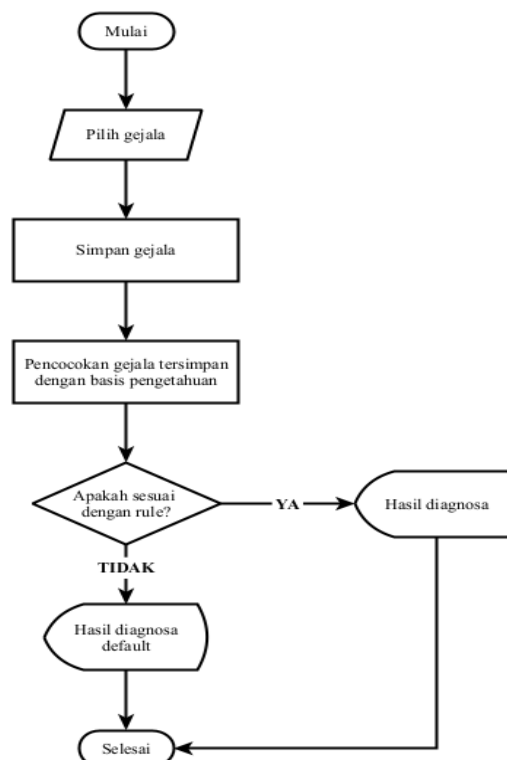 Mulai
Pilih gejala
Simpan gejala
Pencocokan gejala tersimpan
dengan basis pengetahuan
Apakah sesuai
dengan rule?
YA
Hasil diagnosa
TIDAK
Hasil diagnosa
default
Selesai